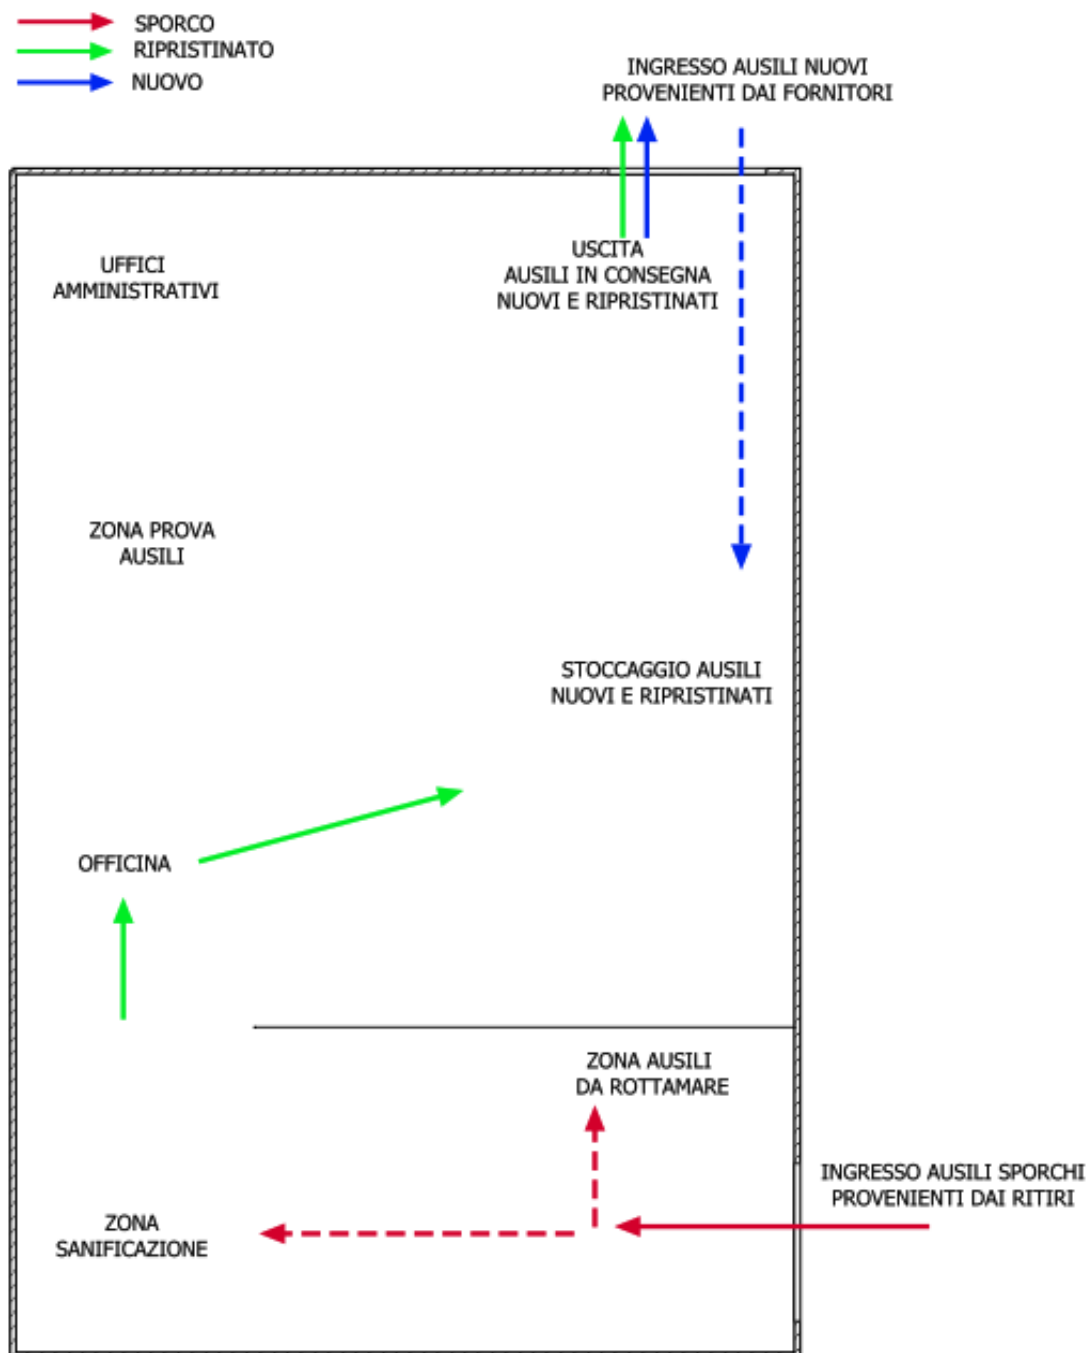 SPORCO
RIPRISTINATO
NUOVO
INGRESSO AUSILI NUOVI
PROVENIENTI DAI FORNITORI
UFFICI
AMMINISTRATIVI
USCITA
AUSILI IN CONSEGNA
NUOVI E RIPRISTINATI
ZONA PROVA
AUSILI
STOCCAGGIO AUSILI
NUOVI E RIPRISTINATI
OFFICINA
ZONA AUSILI
DA ROTTAMARE
INGRESSO AUSILI SPORCHI
PROVENIENTI DAI RITIRI
ZONA
SANIFICAZIONE